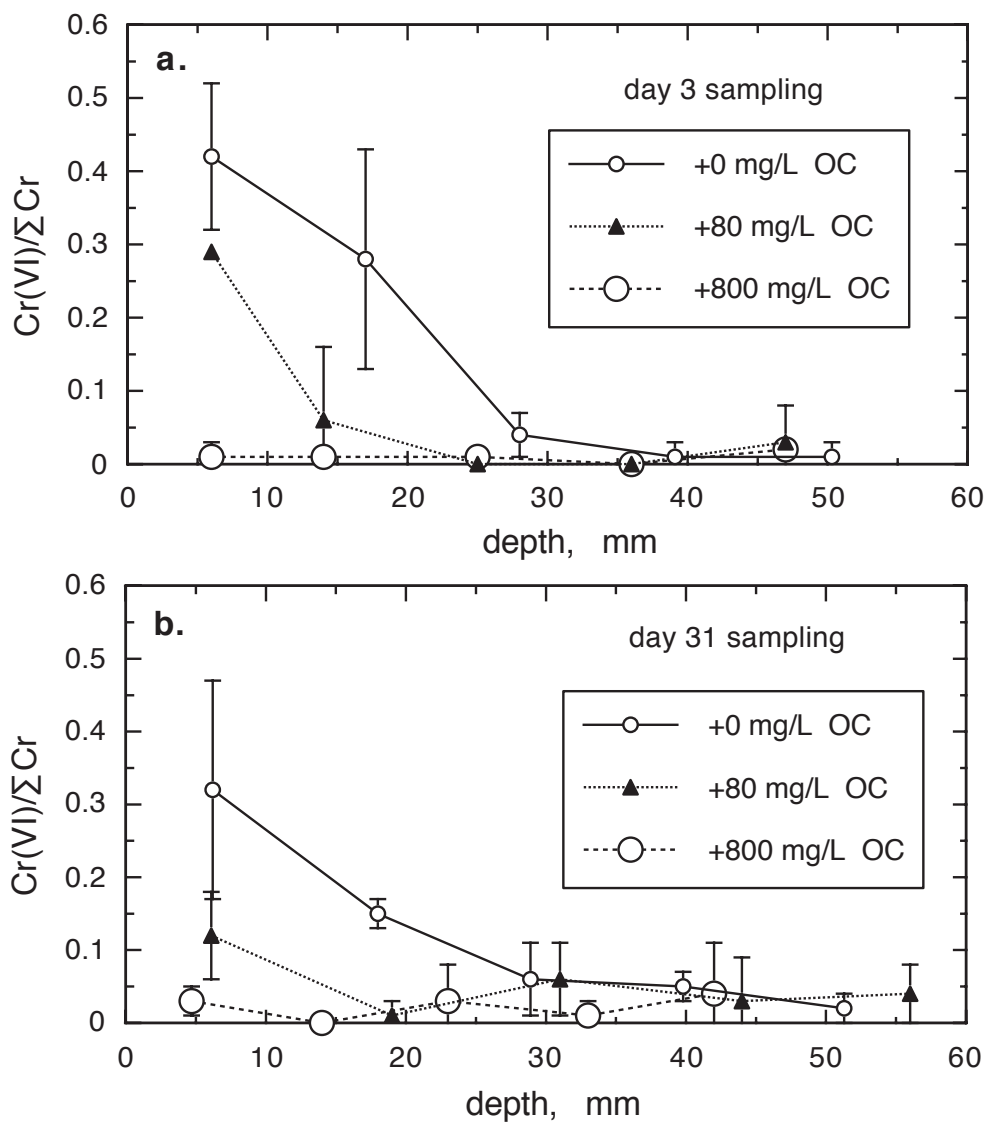 a.
day 3 sampling
+0 mg/L OC
+80 mg/L OC
+800 mg/L OC
Cr(VI)/∑Cr
0.6
0.5
0.4
0.3
0.2
0.1
0
0 10 20 30 40 50 60
depth, mm
b.
day 31 sampling
+0 mg/L OC
+80 mg/L OC
+800 mg/L OC
Cr(VI)/∑Cr
0.6
0.5
0.4
0.3
0.2
0.1
0
0 10 20 30 40 50 60
depth, mm